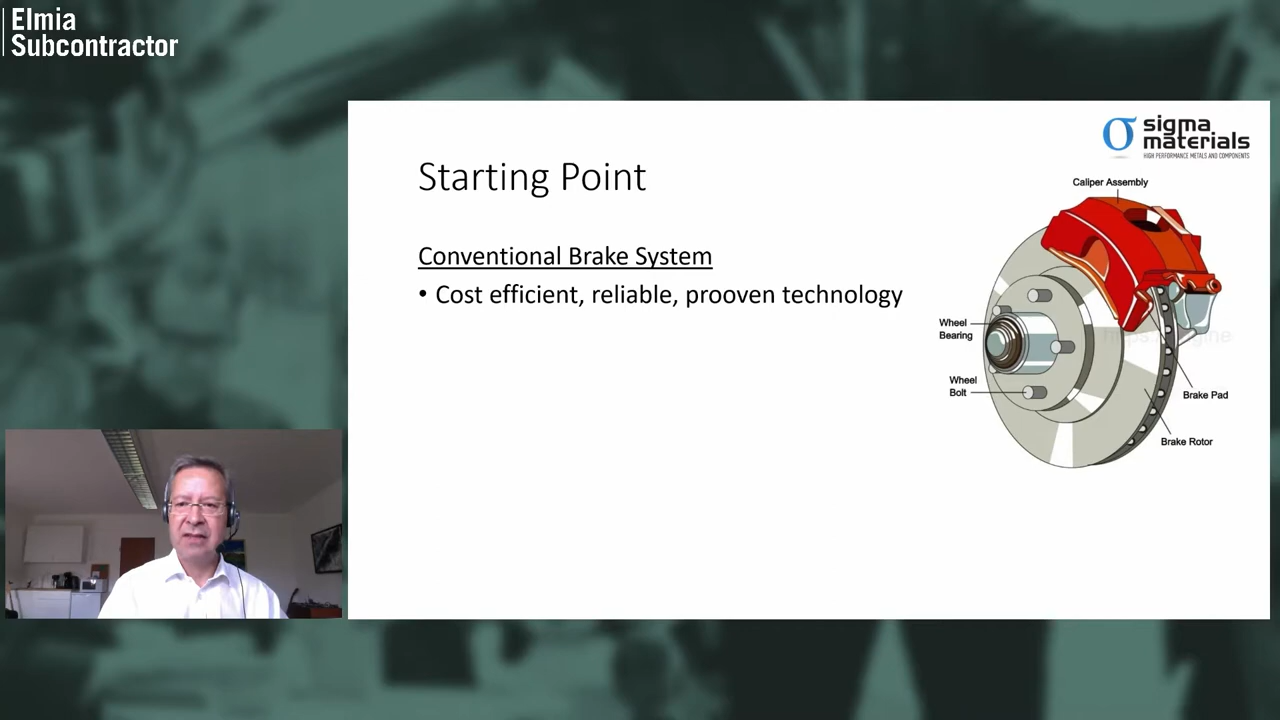 Elmia
Subcontractor
sigma
materials
HIGH PERFORMANCE METALS AND COMPONENTS
Starting Point
Caliper Assembly
Conventional Brake System
• Cost efficient, reliable, prooven technology
Wheel
Bearing
Wheel
Bolt
Brake Pad
Brake Rotor